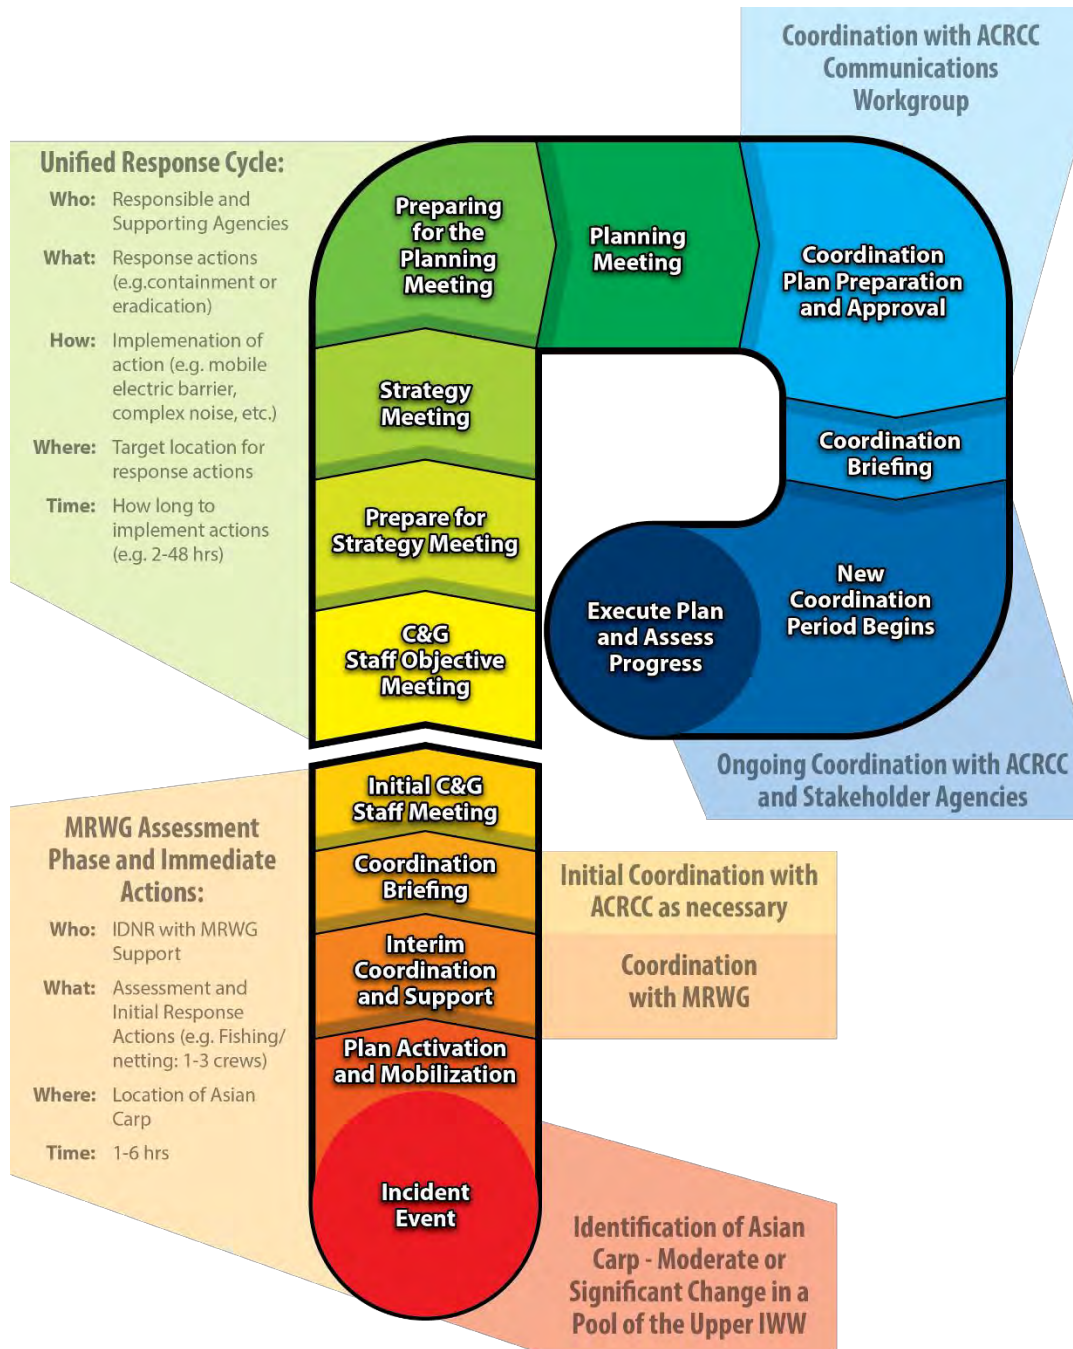 Coordination with ACRCC
Communications
Workgroup
Unified Response Cycle:
Who: Responsible and
Supporting Agencies
What: Response actions
(e.g.containment or
eradication)
How: Implemenation of
action (e.g. mobile
electric barrier,
complex noise, etc.)
Where: Target location for
response actions
Time: How long to
implement actions
(e.g. 2-48 hrs)
Preparing
for the
Planning
Meeting
Planning
Meeting
Coordination
Plan Preparation
and Approval
Strategy
Meeting
Coordination
Briefing
Prepare for
Strategy Meeting
New
Coordination
Period Begins
Execute Plan
and Assess
Progress
C&G
Staff Objective
Meeting
Ongoing Coordination with ACRCC
and Stakeholder Agencies
Initial C&G
Staff Meeting
MRWG Assessment
Phase and Immediate
Actions:
Who: IDNR with MRWG
Support
What: Assessment and
Initial Response
Actions (e.g. Fishing/
netting: 1-3 crews)
Where: Location of Asian
Carp
Time: 1-6 hrs
Coordination
Briefing
Initial Coordination with
ACRCC as necessary
Interim
Coordination
and Support
Coordination
with MRWG
Plan Activation
and Mobilization
Incident
Event
Identification of Asian
Carp - Moderate or
Significant Change in a
Pool of the Upper IWW